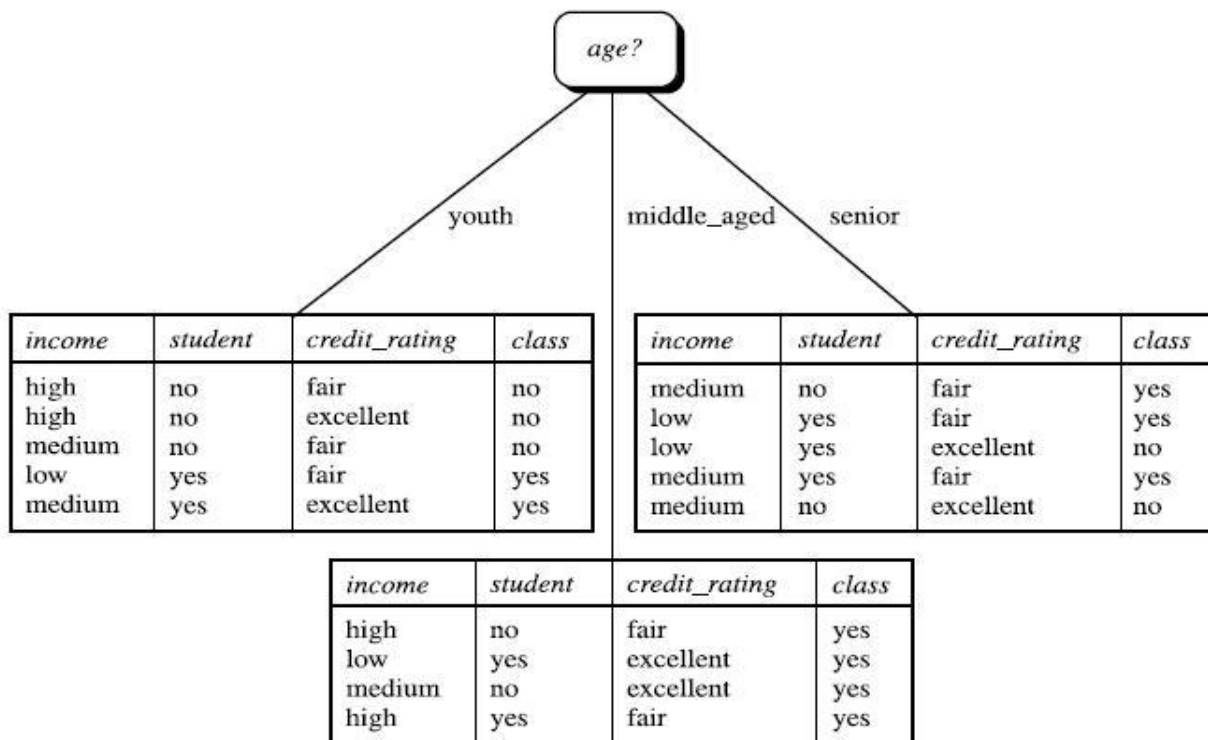 age?
youth
middle_aged
senior
income student credit_rating class
high no fair no
high no excellent no
medium no fair no
low yes fair yes
medium yes excellent yes
income student credit_rating class
medium no fair yes
low yes fair yes
low yes excellent no
medium yes fair yes
medium no excellent no
income student credit_rating class
high no fair yes
low yes excellent yes
medium no excellent yes
high yes fair yes